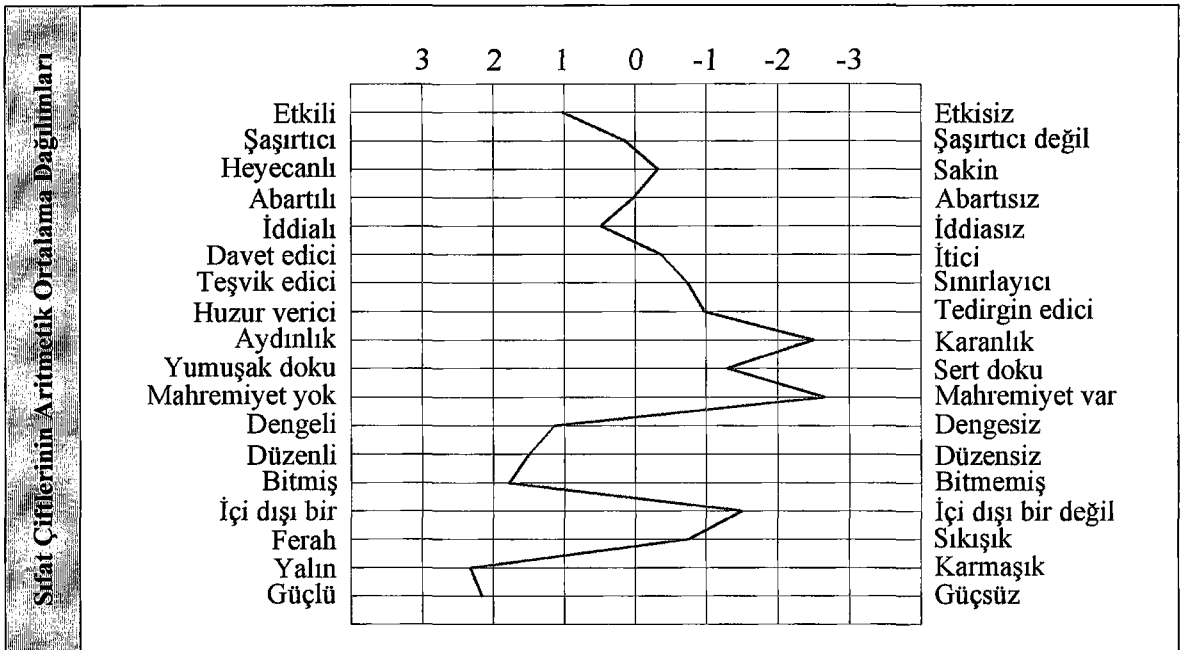 Sıfat Çiftlerinin Aritmetik Ortalama Dağılımları
3 2 1 0 -1 -2 -3
Etkili Etkisiz
Şaşırtıcı Şaşırtıcı değil
Heyecanlı Sakin
Abartılı Abartısız
İddialı İddiasız
Davet edici İtici
Teşvik edici Sınırlayıcı
Huzur verici Tedirgin edici
Aydınlık Karanlık
Yumuşak doku Sert doku
Mahremiyet yok Mahremiyet var
Dengeli Dengesiz
Düzenli Düzensiz
Bitmiş Bitmemiş
İçi dışı bir İçi dışı bir değil
Ferah Sıkışık
Yalın Karmaşık
Güçlü Güçsüz